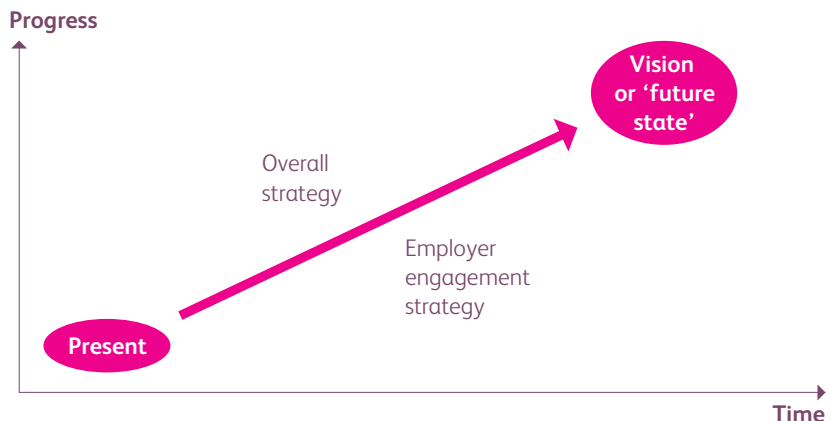 Progress
Vision
or ‘future
state’
Overall
strategy
Employer
engagement
strategy
Present
Time